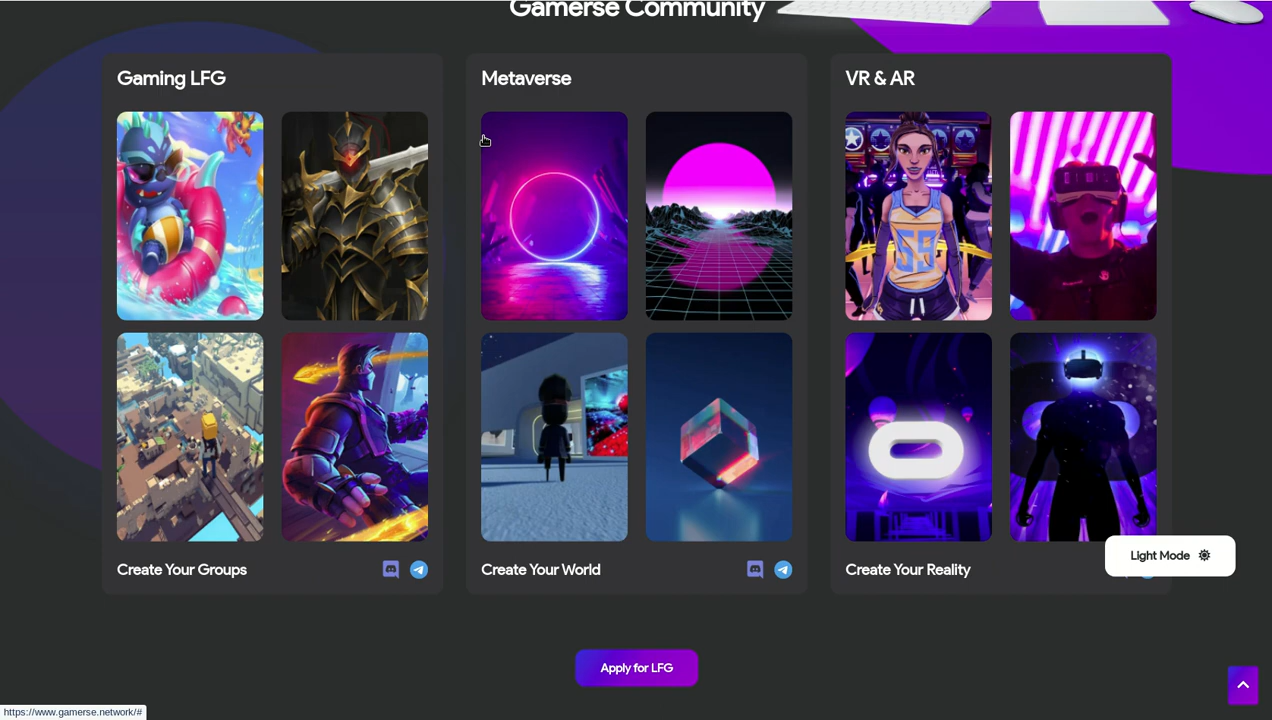 Gamerse Community
Gaming LFG
Metaverse
VR & AR
59
Create Your Groups
Create Your World
Create Your Reality
Light Mode
Apply for LFG
https://www.gamerse.network/#